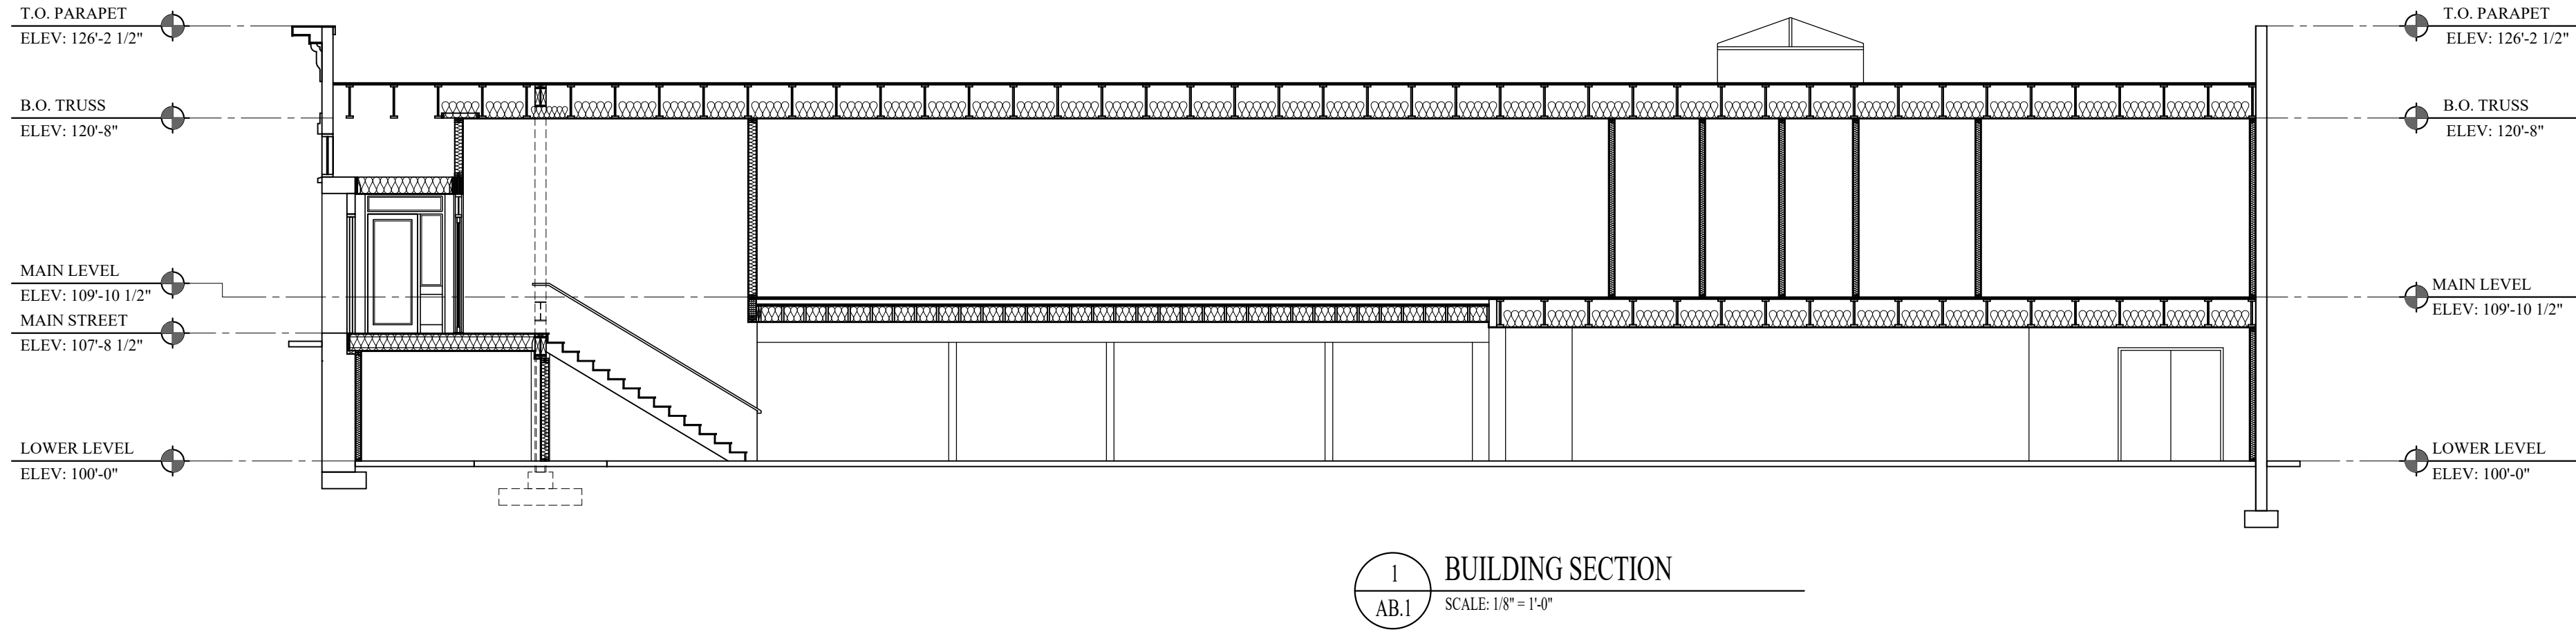 T.O. PARAPET
ELEV: 126'-2 1/2"
B.O. TRUSS
ELEV: 120'-8"
MAIN LEVEL
ELEV: 109'-10 1/2"
MAIN STREET
ELEV: 107'-8 1/2"
LOWER LEVEL
ELEV: 100'-0"
T.O. PARAPET
ELEV: 126'-2 1/2"
B.O. TRUSS
ELEV: 120'-8"
MAIN LEVEL
ELEV: 109'-10 1/2"
LOWER LEVEL
ELEV: 100'-0"
1
AB.1
BUILDING SECTION
SCALE: 1/8" = 1'-0"